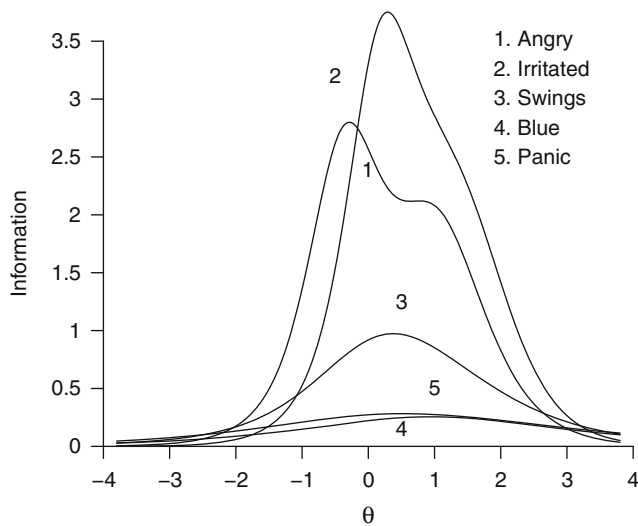 3.5
3
2.5
2
1.5
1
0.5
0
Information
1. Angry
2. Irritated
3. Swings
4. Blue
5. Panic
2
1
3
5
4
−4 −3 −2 −1 0 1 2 3 4
θ